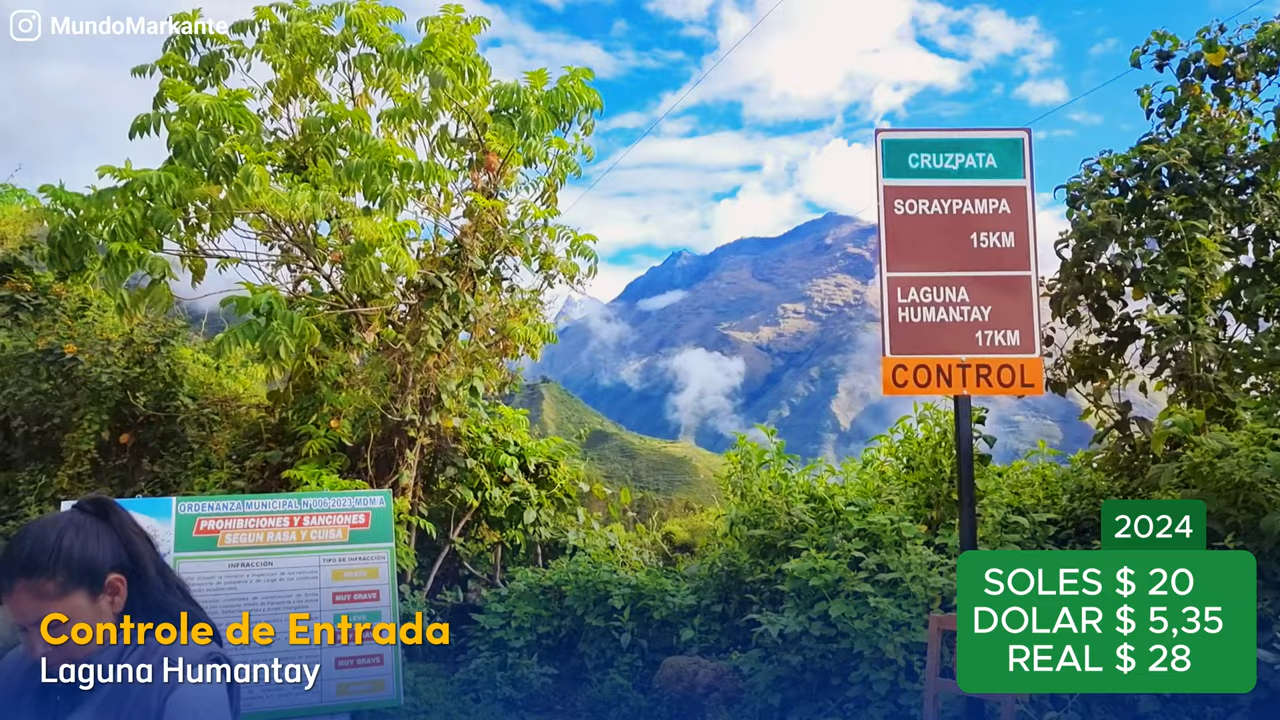 MundoMarkante
CRUZPATA
SORAYPAMPA
15KM
LAGUNA
HUMANTAY
17KM
CONTROL
ORDENANZA MUNICIPAL N°006-2023-MDM/A
PROHIBICIONES Y SANCIONES
SEGUN RASA Y CUISA
INFRACCIÓN
TIPO DE INFRACCIÓN
MUY GRAVE
MUY GRAVE
Controle de Entrada
Laguna Humantay
2024
SOLES $ 20
DOLAR $ 5,35
REAL $ 28